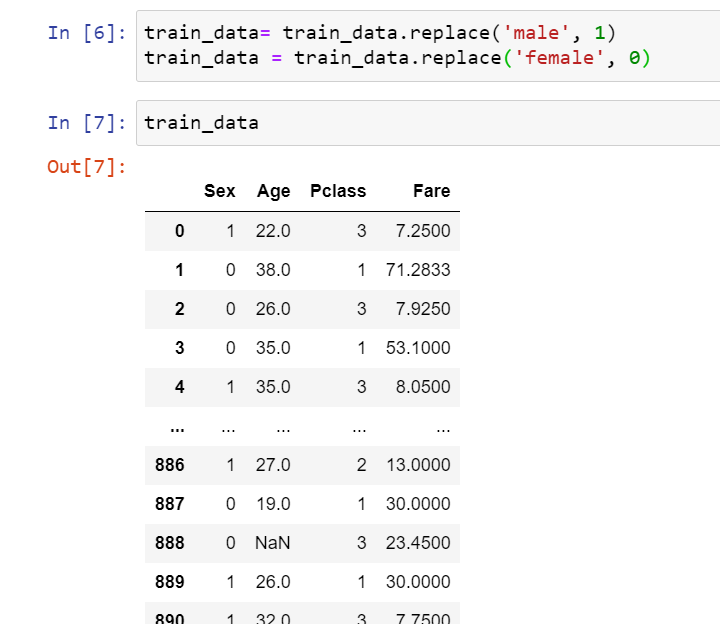 In [6]: train_data= train_data.replace('male', 1)
train_data = train_data.replace('female', 0)
In [7]: train_data
Out[7]:
Sex Age Pclass Fare
0 1 22.0 3 7.2500
1 0 38.0 1 71.2833
2 0 26.0 3 7.9250
3 0 35.0 1 53.1000
4 1 35.0 3 8.0500
... ... ... ... ...
886 1 27.0 2 13.0000
887 0 19.0 1 30.0000
888 0 NaN 3 23.4500
889 1 26.0 1 30.0000
890 1 32.0 3 7.7500